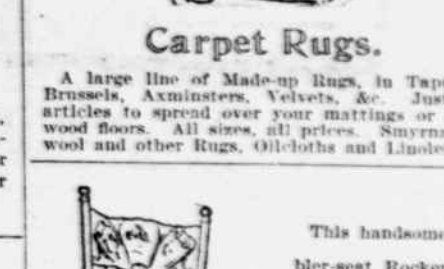 Carpet Rugs.
A large line of Made-up Rugs, in Tap
Brussels, Axminsters, Velvets, &c. Jus
articles to spread over your mattings or
wood floors. All sizes, all prices. Smyrn
wool and other Rugs, Oilcloths and Linole
This handsome
bler-seat Rocke
r
r